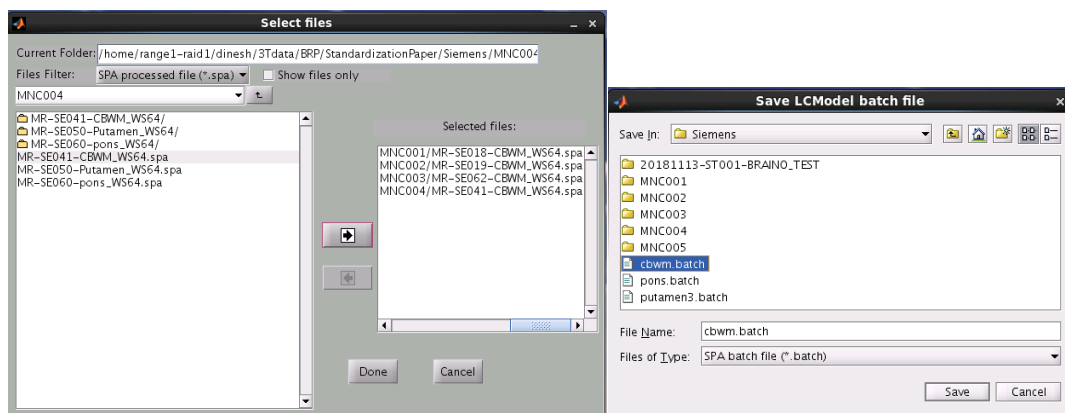 Select files
Current Folder: /home/range1-raid1/dinesh/3Tdata/BRP/StandardizationPaper/Siemens/MNC004
Files Filter: SPA processed file (*.spa) Show files only
MNC004
MR-SE041-CBWM_WS64/
MR-SE050-Putamen_WS64/
MR-SE060-pons_WS64/
MR-SE041-CBWM_WS64.spa
MR-SE050-Putamen_WS64.spa
MR-SE060-pons_WS64.spa
Selected files:
MNC001/MR-SE018-CBWM_WS64.spa
MNC002/MR-SE019-CBWM_WS64.spa
MNC003/MR-SE062-CBWM_WS64.spa
MNC004/MR-SE041-CBWM_WS64.spa
Done Cancel
Save LCModel batch file
Save In: Siemens
20181113-ST001-BRAINO_TEST
MNC001
MNC002
MNC003
MNC004
MNC005
cbwm.batch
pons.batch
putamen3.batch
File Name: cbwm.batch
Files of Type: SPA batch file (*.batch)
Save Cancel